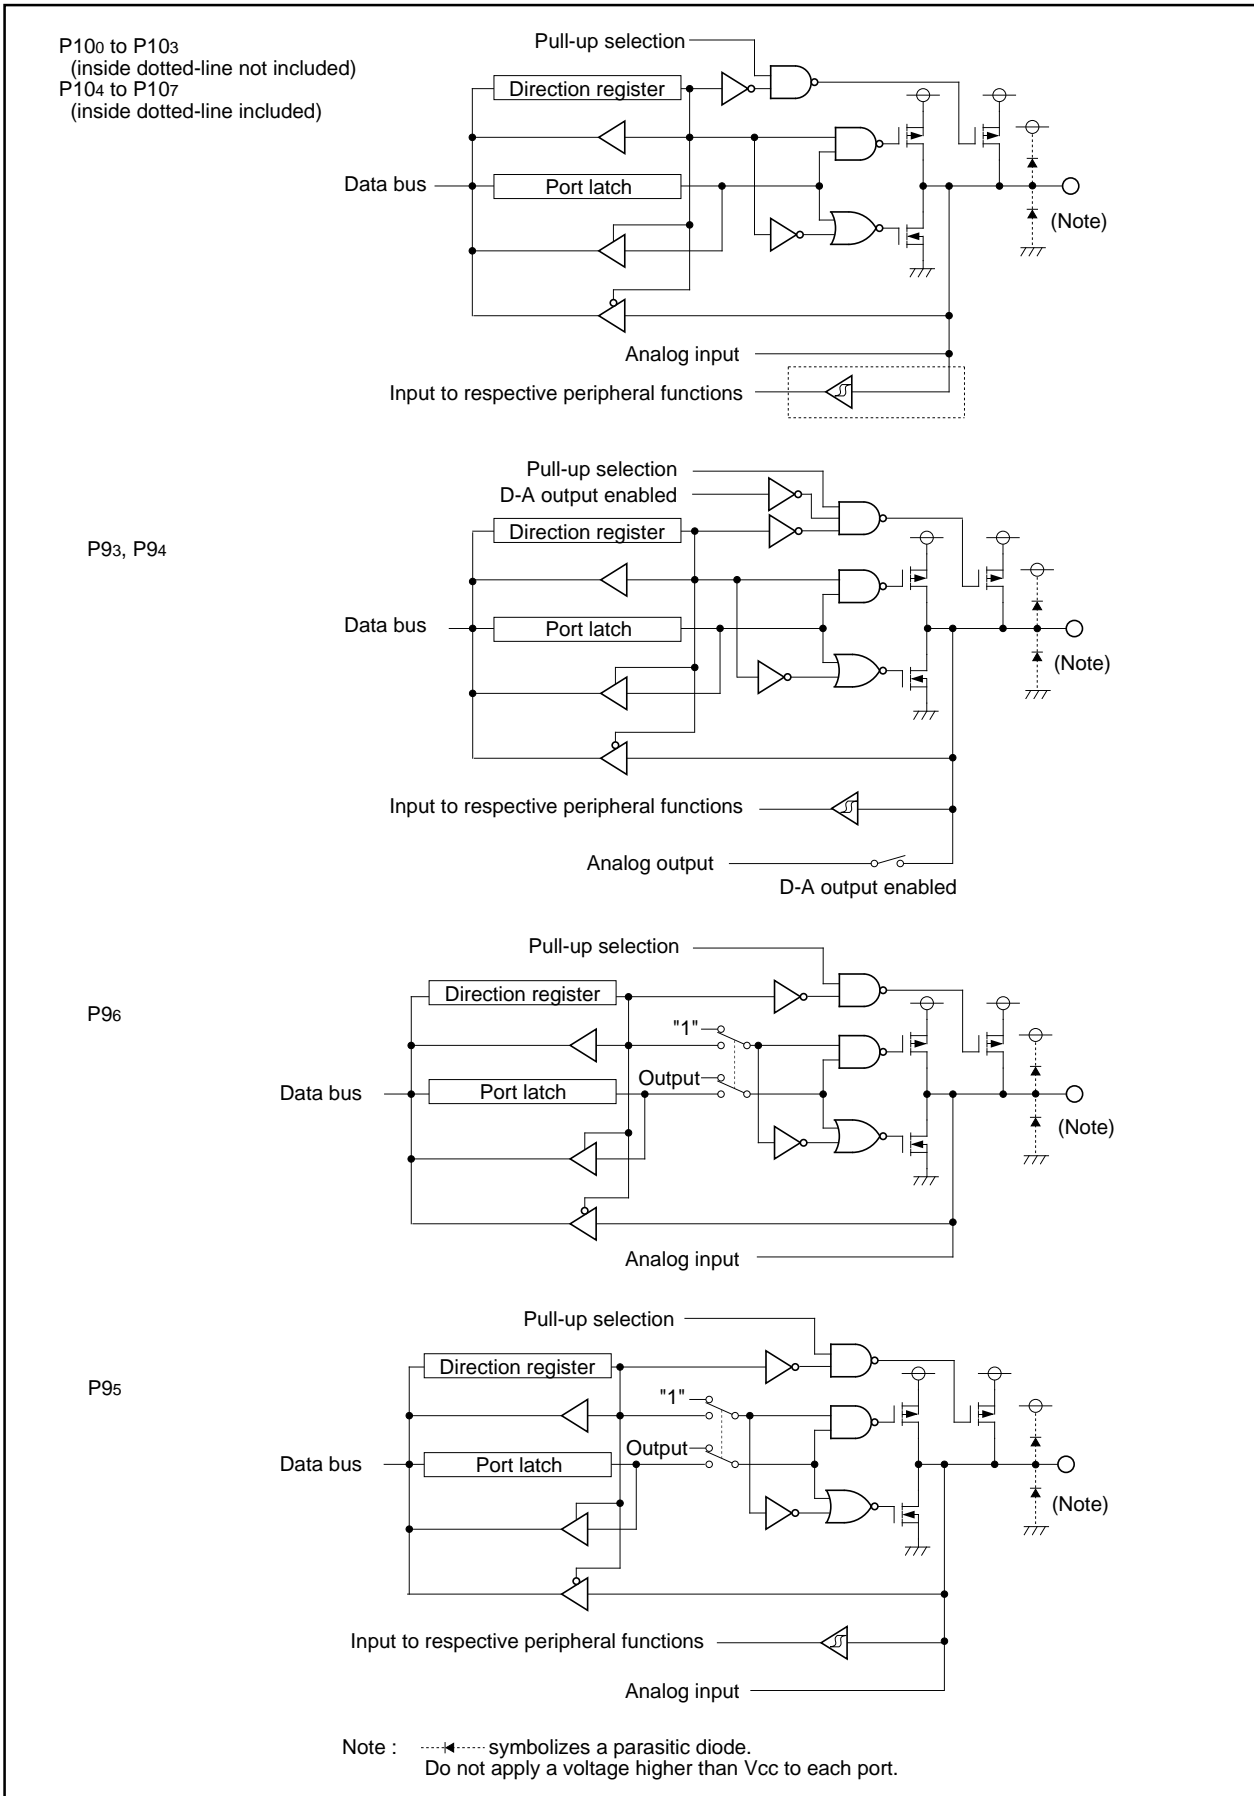 P100 to P103
(inside dotted-line not included)
P104 to P107
(inside dotted-line included)
Pull-up selection
Direction register
Data bus
Port latch
(Note)
Analog input
Input to respective peripheral functions
P93, P94
Pull-up selection
D-A output enabled
Direction register
Data bus
Port latch
(Note)
Input to respective peripheral functions
Analog output
D-A output enabled
P96
Pull-up selection
Direction register
"1"
Output
Data bus
Port latch
(Note)
Analog input
P95
Pull-up selection
Direction register
"1"
Output
Data bus
Port latch
(Note)
Input to respective peripheral functions
Analog input
Note : symbolizes a parasitic diode.
Do not apply a voltage higher than Vcc to each port.